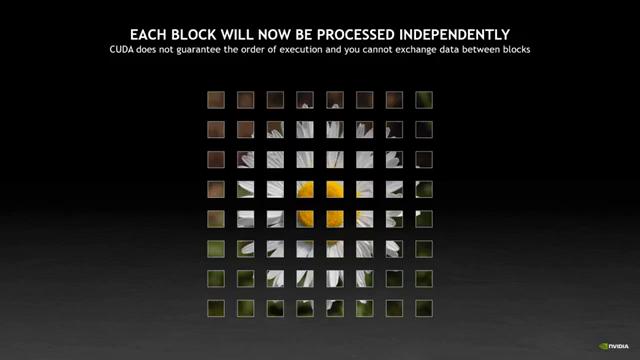 EACH BLOCK WILL NOW BE PROCESSED INDEPENDENTLY
CUDA does not guarantee the order of execution and you cannot exchange data between blocks
NVIDIA